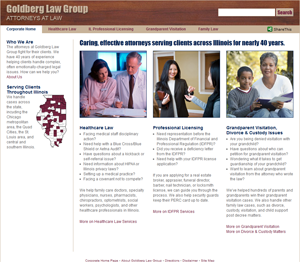 Goldberg Law Group
ATTORNEYS AT LAW
Corporate Home
Healthcare Law
IL Professional Licensing
Grandparent Visitation
Family Law
ShareThis
Who We Are
The attorneys at Goldberg Law
Group fight for their clients. We
have 40 years of experience
helping clients handle complex,
often emotionally-charged legal
issues. How can we help you?
More Us
Serving Clients
Throughout Illinois
We handle
cases across
the state,
including the
Chicago
metropolitan
area, the Quad
Cities, the St.
Louis area, and
central and
southern Illinois.
Caring, effective attorneys serving clients across Illinois for nearly 40 years.
Healthcare Law
Facing medical staff disciplinary
action?
Need help with a Blue Cross/Blue
Shield or Aetna Audit?
Have questions about a kickback or
self-referral issue?
Need information about HIPAA or
Illinois privacy laws?
Setting up a medical practice?
Facing a covenant-not-to compete?
We help family care doctors, specialty
physicians, nurses, pharmacists,
chiropractors, optometrists, social
workers, psychologists, and other
healthcare professionals in Illinois.
More on Healthcare Law Services
Professional Licensing
Need representation before the
Illinois Department of Financial and
Professional Regulation (IDFPR)?
Did you receive a deficiency letter
from the IDFPR?
Need help with your IDFPR license
application?
If you are applying for a real estate
broker, appraiser, funeral director,
barber, nail technician, or locksmith
license, we can guide you through the
process. We also help security guards
keep their PERC card up to date.
More on IDFPR Services
Grandparent Visitation,
Divorce & Custody Issues
Are you being denied visitation with
your grandchild?
Have questions about who can
petition for grandparent visitation?
Wondering what it takes to get
guardianship of your grandchild?
Want to learn about grandparent
visitation from the attorney who wrote
the law?
We've helped hundreds of parents and
grandparents win their grandparent
visitation cases. We also handle other
family law cases, such as divorce,
custody, visitation, and child support
post decree matters.
More on Grandparent Visitation
More on Divorce & Custody Matters
Corporate Home Page - About Goldberg Law Group - Directions - Disclaimer - Site Map